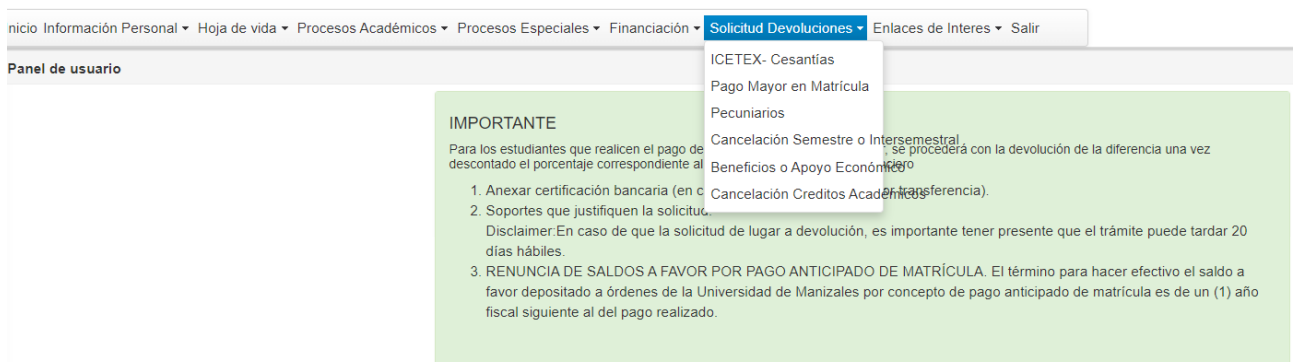 nicio Información Personal Hoja de vida Procesos Académicos Procesos Especiales Financiación Solicitud Devoluciones Enlaces de Interes Salir
Panel de usuario
ICETEX- Cesantías
Pago Mayor en Matrícula
Pecuniarios
Cancelación Semestre o Intersemestral
Beneficios o Apoyo Económico
Cancelación Creditos Académicos
IMPORTANTE
Para los estudiantes que realicen el pago de , se procederá con la devolución de la diferencia una vez
descontado el porcentaje correspondiente al
1. Anexar certificación bancaria (en c transferencia).
2. Soportes que justifiquen la solicitud.
Disclaimer:En caso de que la solicitud de lugar a devolución, es importante tener presente que el trámite puede tardar 20
días hábiles.
3. RENUNCIA DE SALDOS A FAVOR POR PAGO ANTICIPADO DE MATRÍCULA. El término para hacer efectivo el saldo a
favor depositado a órdenes de la Universidad de Manizales por concepto de pago anticipado de matrícula es de un (1) año
fiscal siguiente al del pago realizado.